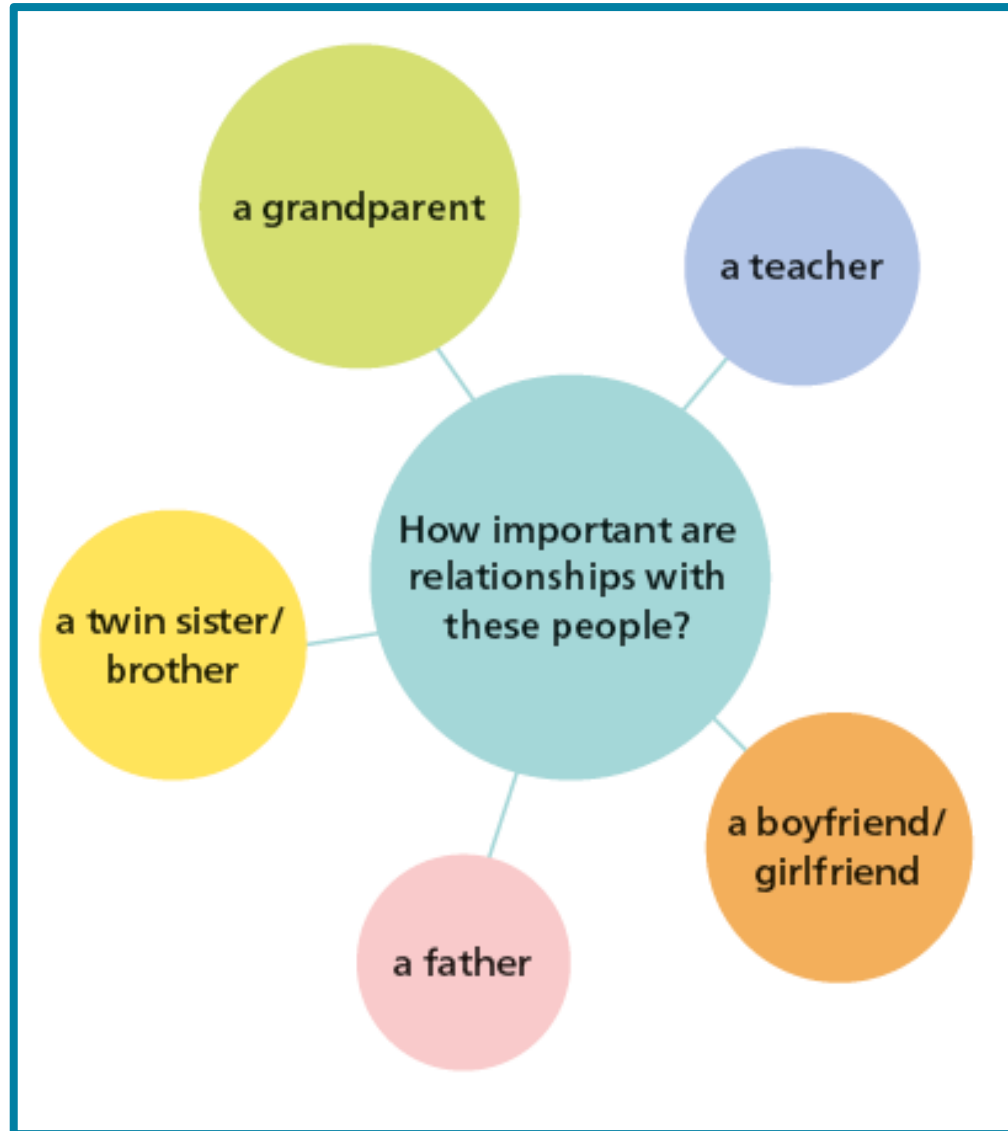 a grandparent
a teacher
How important are
relationships with
these people?
a twin sister/
brother
a boyfriend/
girlfriend
a father